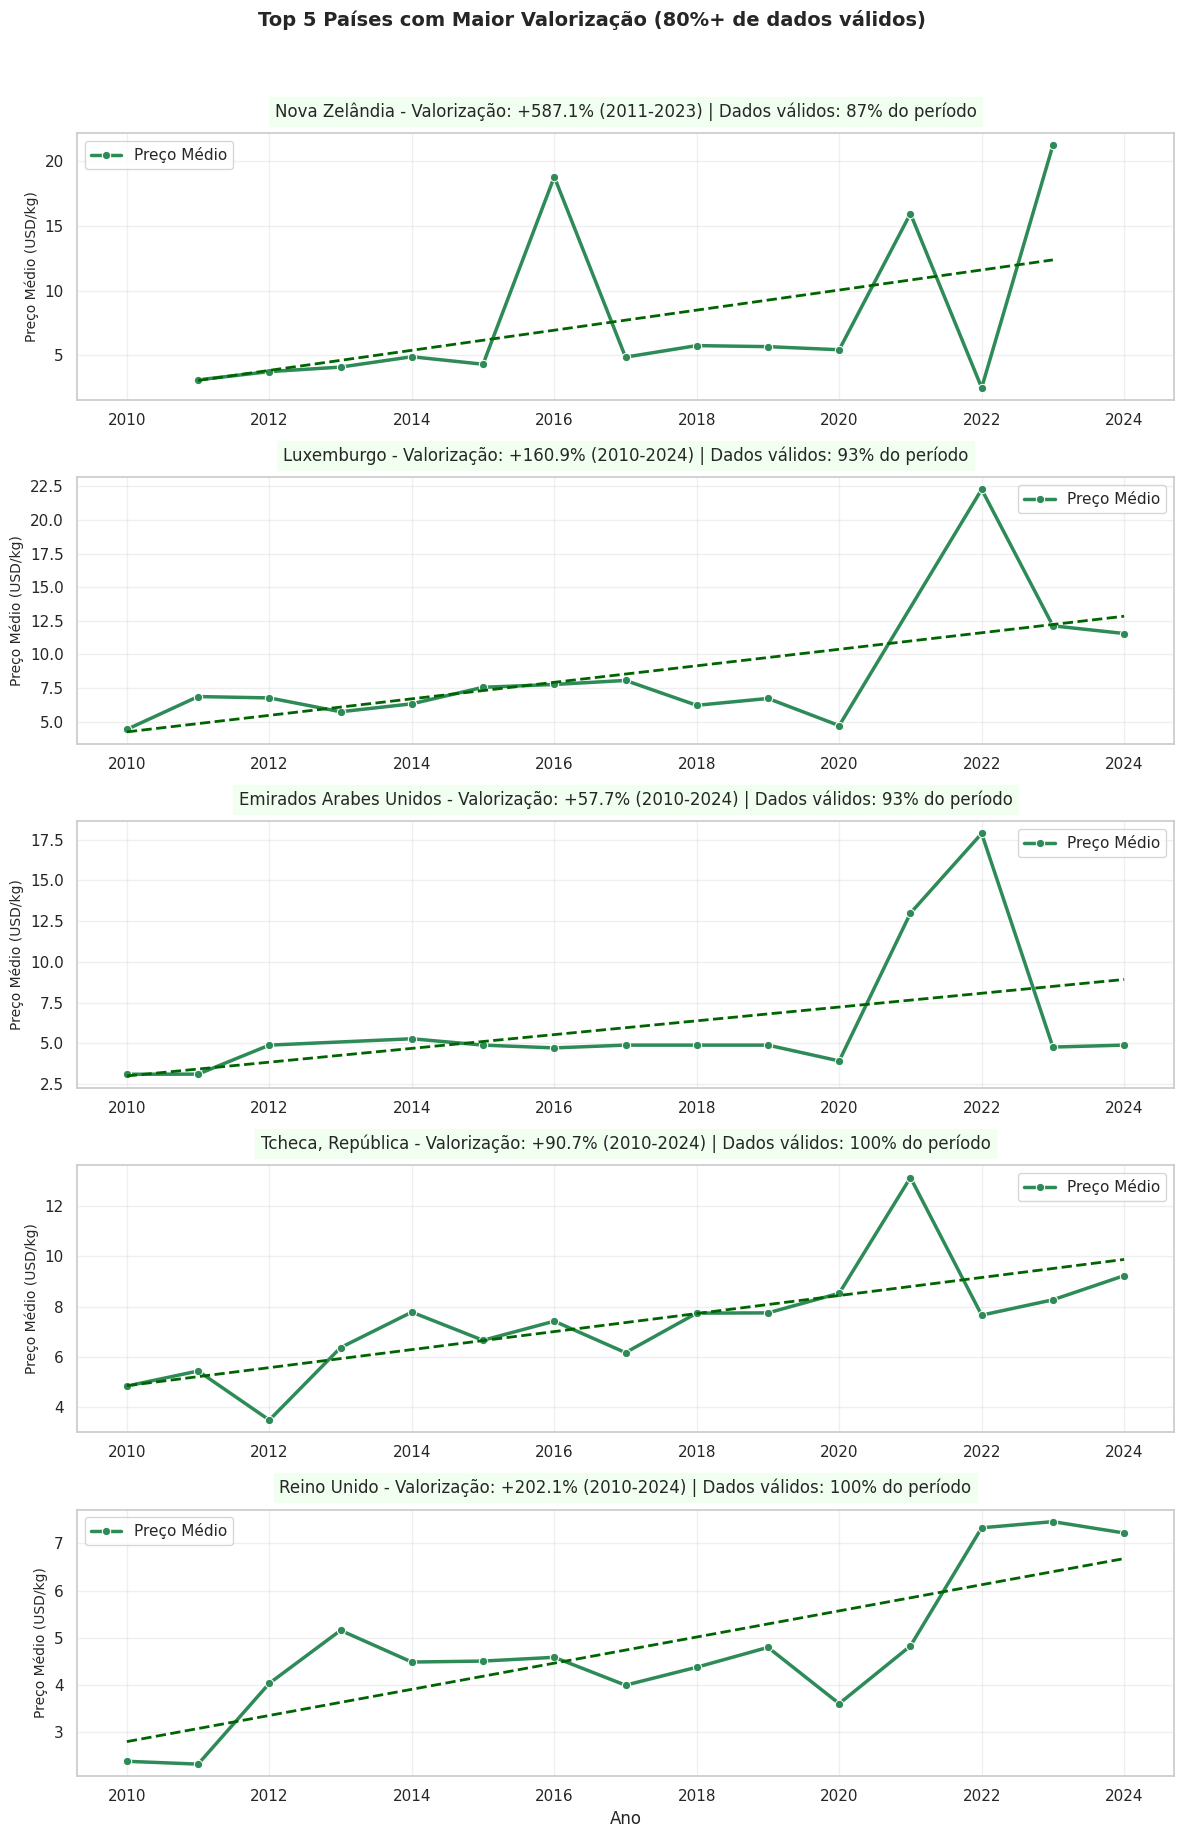 Top 5 Países com Maior Valorização (80%+ de dados válidos)
Nova Zelândia - Valorização: +587.1% (2011-2023) | Dados válidos: 87% do período
Preço Médio
Preço Médio (USD/kg)
20
15
10
5
2010 2012 2014 2016 2018 2020 2022 2024
Luxemburgo - Valorização: +160.9% (2010-2024) | Dados válidos: 93% do período
Preço Médio
Preço Médio (USD/kg)
22.5
20.0
17.5
15.0
12.5
10.0
7.5
5.0
2010 2012 2014 2016 2018 2020 2022 2024
Emirados Arabes Unidos - Valorização: +57.7% (2010-2024) | Dados válidos: 93% do período
Preço Médio
Preço Médio (USD/kg)
17.5
15.0
12.5
10.0
7.5
5.0
2.5
2010 2012 2014 2016 2018 2020 2022 2024
Tcheca, República - Valorização: +90.7% (2010-2024) | Dados válidos: 100% do período
Preço Médio
Preço Médio (USD/kg)
12
10
8
6
4
2010 2012 2014 2016 2018 2020 2022 2024
Reino Unido - Valorização: +202.1% (2010-2024) | Dados válidos: 100% do período
Preço Médio
Preço Médio (USD/kg)
7
6
5
4
3
2010 2012 2014 2016 2018 2020 2022 2024
Ano